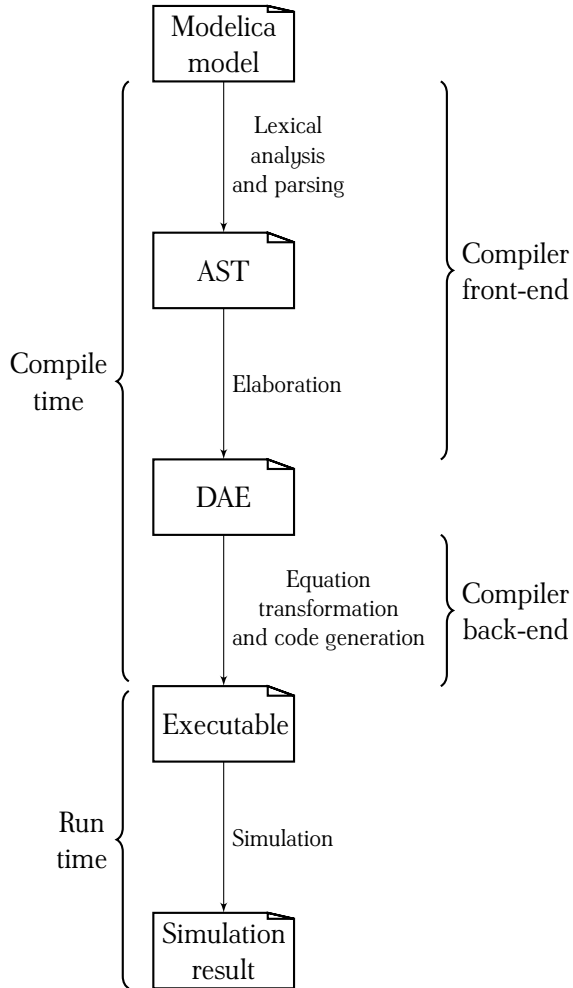 Modelica
model
Lexical
analysis
and parsing
AST
Compiler
front-end
Compile
time
Elaboration
DAE
Equation
transformation
and code generation
Compiler
back-end
Executable
Run
time
Simulation
Simulation
result